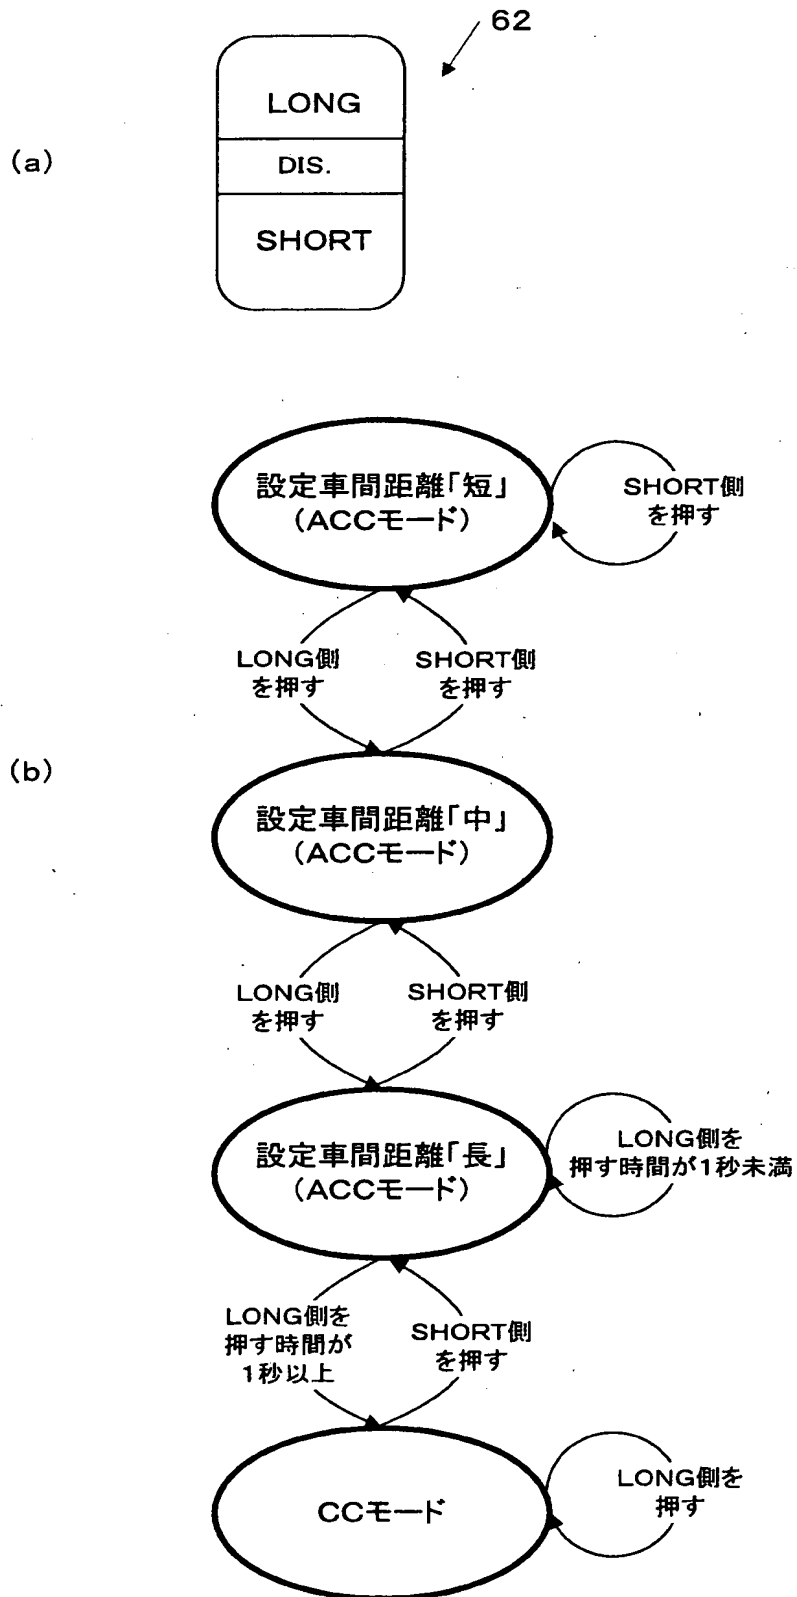 62
LONG
(a)
DIS.
SHORT
設定車間距離「短」
(ACCモード)
SHORT側
を押す
LONG側
を押す
SHORT側
を押す
(b)
設定車間距離「中」
(ACCモード)
LONG側
を押す
SHORT側
を押す
設定車間距離「長」
(ACCモード)
LONG側を
押す時間が1秒未満
LONG側を
押す時間が
1秒以上
SHORT側
を押す
CCモード
LONG側を
押す